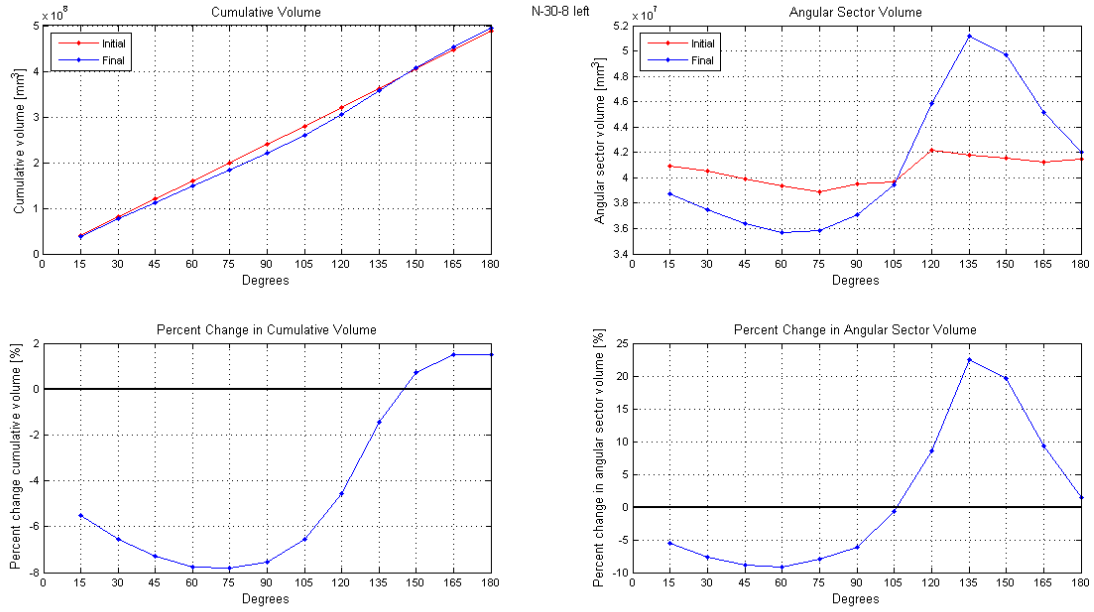 N-30-8 left
Cumulative Volume
× 10^8
Cumulative volume [mm^3]
5
4
3
2
1
0
Initial
Final
0 15 30 45 60 75 90 105 120 135 150 165 180
Degrees
Angular Sector Volume
× 10^7
Angular sector volume [mm^3]
5.2
5
4.8
4.6
4.4
4.2
4
3.8
3.6
3.4
Initial
Final
0 15 30 45 60 75 90 105 120 135 150 165 180
Degrees
Percent Change in Cumulative Volume
Percent change cumulative volume [%]
2
0
-2
-4
-6
-8
0 15 30 45 60 75 90 105 120 135 150 165 180
Degrees
Percent Change in Angular Sector Volume
Percent change in angular sector volume [%]
25
20
15
10
5
0
-5
-10
0 15 30 45 60 75 90 105 120 135 150 165 180
Degrees